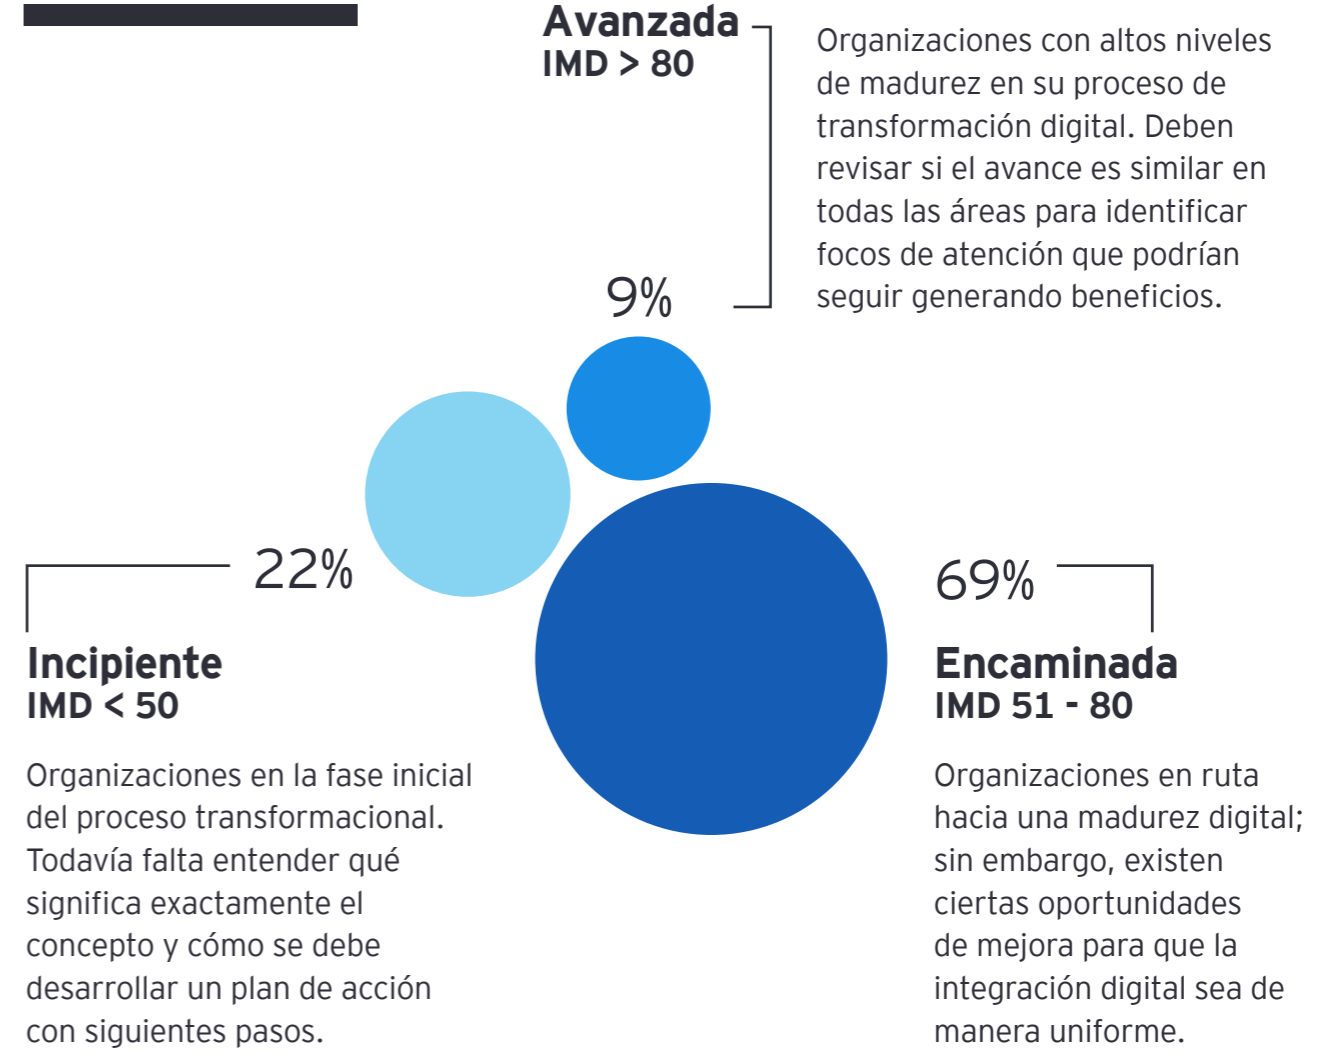 Avanzada
IMD > 80
Organizaciones con altos niveles
de madurez en su proceso de
transformación digital. Deben
revisar si el avance es similar en
todas las áreas para identificar
focos de atención que podrían
seguir generando beneficios.
9%
22%
Incipiente
IMD < 50
Organizaciones en la fase inicial
del proceso transformacional.
Todavía falta entender qué
significa exactamente el
concepto y cómo se debe
desarrollar un plan de acción
con siguientes pasos.
69%
Encaminada
IMD 51 - 80
Organizaciones en ruta
hacia una madurez digital;
sin embargo, existen
ciertas oportunidades
de mejora para que la
integración digital sea de
manera uniforme.